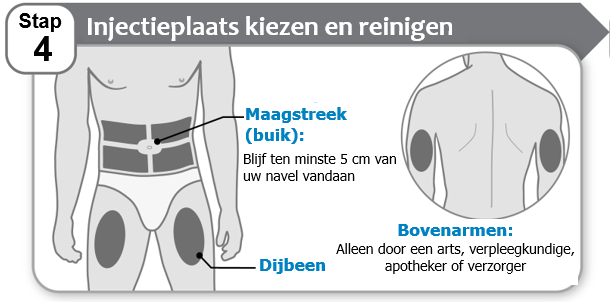 Stap
4
Injectieplaats kiezen en reinigen
Maagstreek
(buik):
Blijf ten minste 5 cm van
uw navel vandaan
Dijbeen
Bovenarmen:
Alleen door een arts, verpleegkundige,
apotheker of verzorger